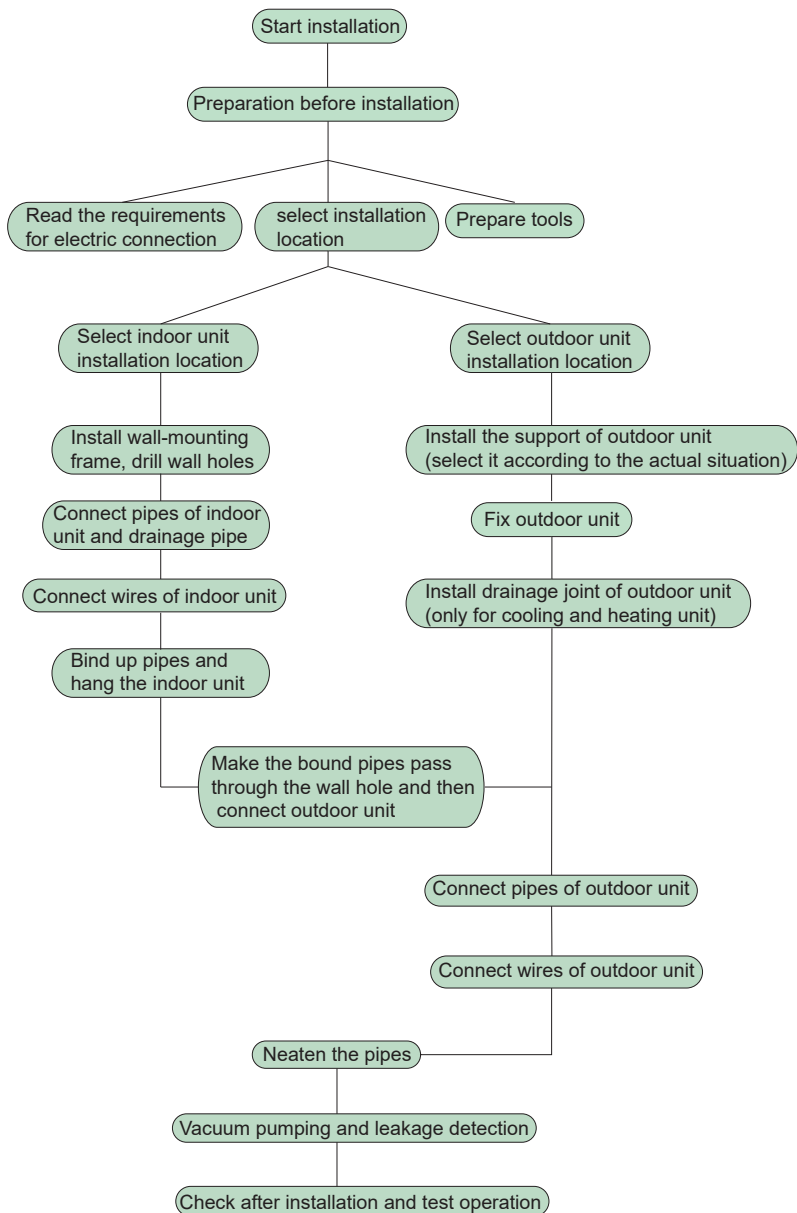 Start installation
Preparation before installation
Read the requirements
for electric connection
select installation
location
Prepare tools
Select indoor unit
installation location
Select outdoor unit
installation location
Install wall-mounting
frame, drill wall holes
Install the support of outdoor unit
(select it according to the actual situation)
Connect pipes of indoor
unit and drainage pipe
Fix outdoor unit
Connect wires of indoor unit
Install drainage joint of outdoor unit
(only for cooling and heating unit)
Bind up pipes and
hang the indoor unit
Make the bound pipes pass
through the wall hole and then
connect outdoor unit
Connect pipes of outdoor unit
Connect wires of outdoor unit
Neaten the pipes
Vacuum pumping and leakage detection
Check after installation and test operation